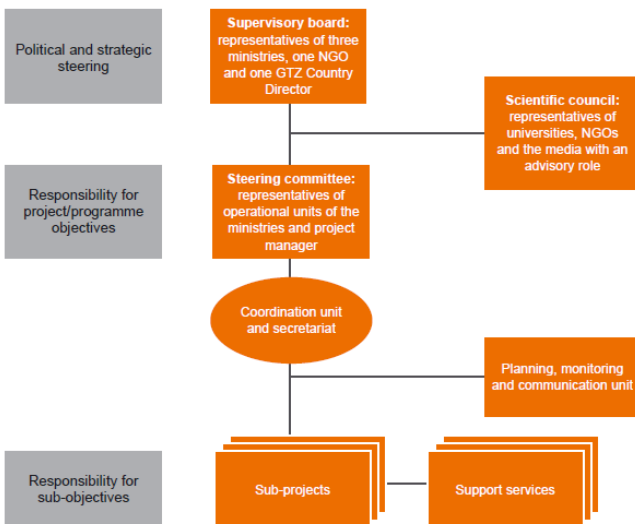 Political and strategic
steering
Supervisory board:
representatives of three
ministries, one NGO
and one GTZ Country
Director
Scientific council:
representatives of
universities, NGOs
and the media with an
advisory role
Responsibility for
project/programme
objectives
Steering committee:
representatives of
operational units of the
ministries and project
manager
Coordination unit
and secretariat
Planning, monitoring
and communication unit
Responsibility for
sub-objectives
Sub-projects
Support services